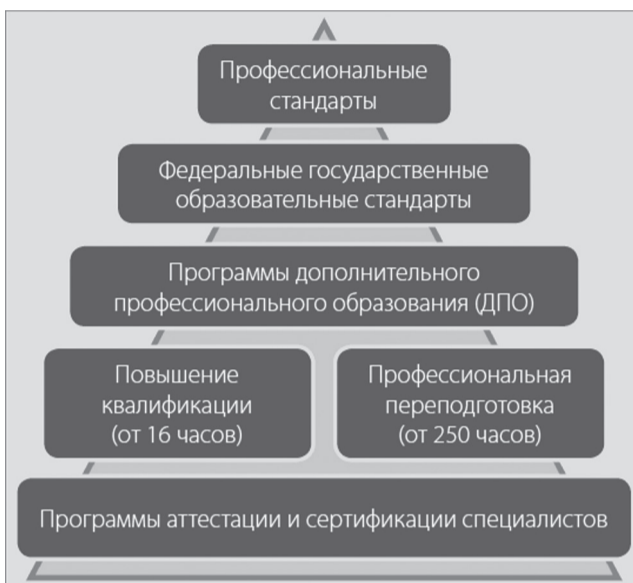 Профессиональные
стандарты
Федеральные государственные
образовательные стандарты
Программы дополнительного
профессионального образования (ДПО)
Повышение
квалификации
(от 16 часов)
Профессиональная
переподготовка
(от 250 часов)
Программы аттестации и сертификации специалистов